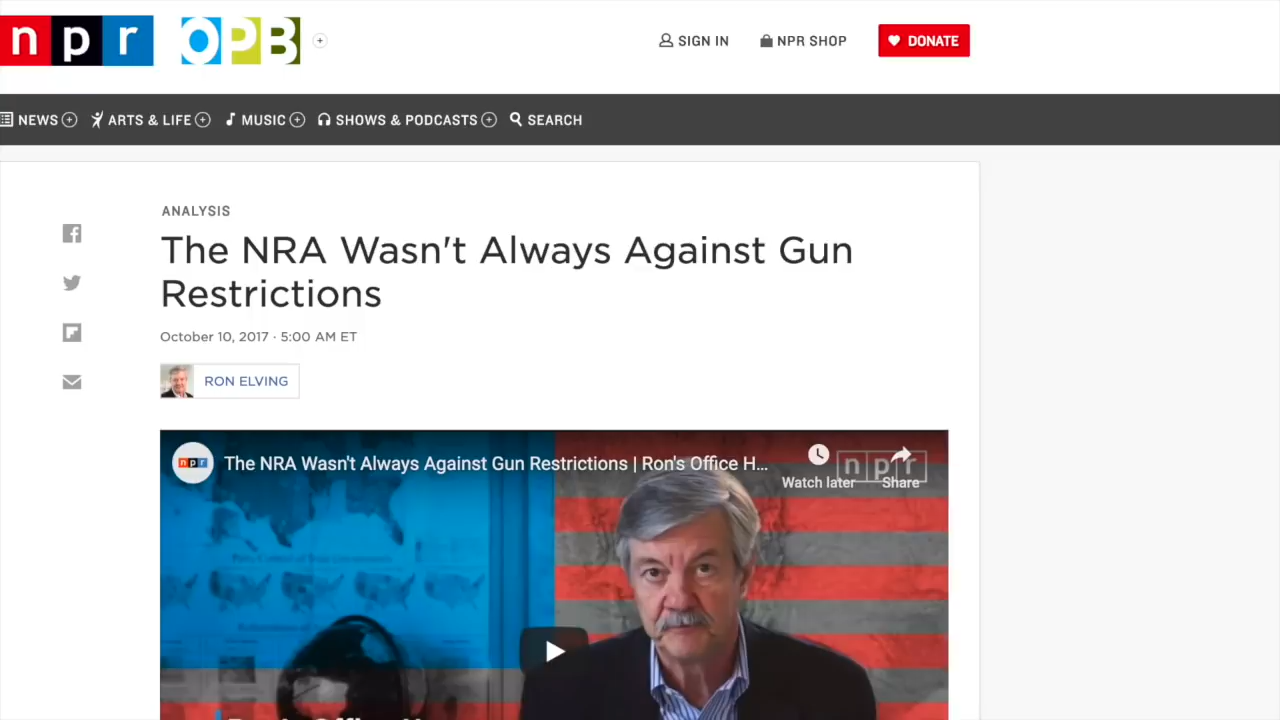 npr OPB
SIGN IN NPR SHOP DONATE
NEWS ARTS & LIFE MUSIC SHOWS & PODCASTS SEARCH
ANALYSIS
The NRA Wasn't Always Against Gun
Restrictions
October 10, 2017 · 5:00 AM ET
RON ELVING
npr The NRA Wasn't Always Against Gun Restrictions | Ron's Office H...
npr
Watch later Share